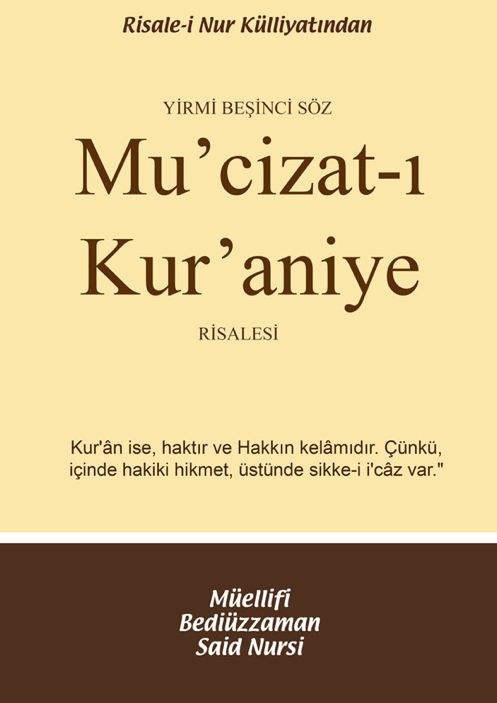 Risale-i Nur Külliyatından
YİRMİ BEŞİNCİ SÖZ
Mu’cizat-ı
Kur’aniye
RİSALESİ
Kur'ân ise, haktır ve Hakkın kelâmıdır. Çünkü,
içinde hakiki hikmet, üstünde sikke-i i'câz var."
Müellifi
Bediüzzaman
Said Nursi